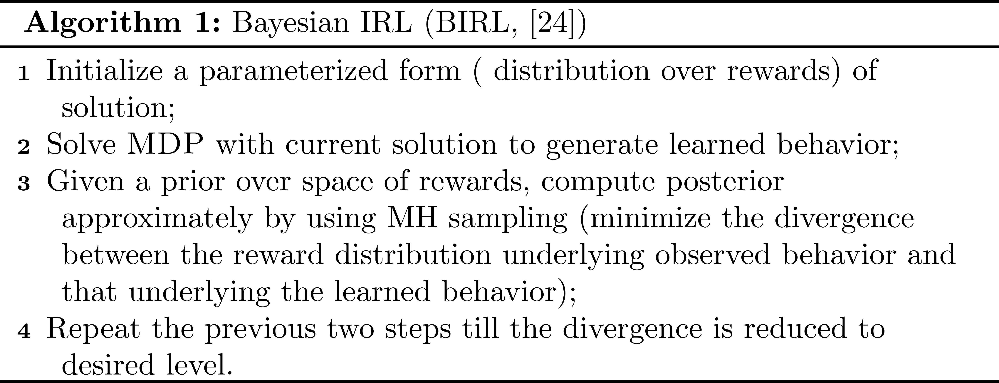 Algorithm 1: Bayesian IRL (BIRL, [24])
1 Initialize a parameterized form ( distribution over rewards) of
solution;
2 Solve MDP with current solution to generate learned behavior;
3 Given a prior over space of rewards, compute posterior
approximately by using MH sampling (minimize the divergence
between the reward distribution underlying observed behavior and
that underlying the learned behavior);
4 Repeat the previous two steps till the divergence is reduced to
desired level.